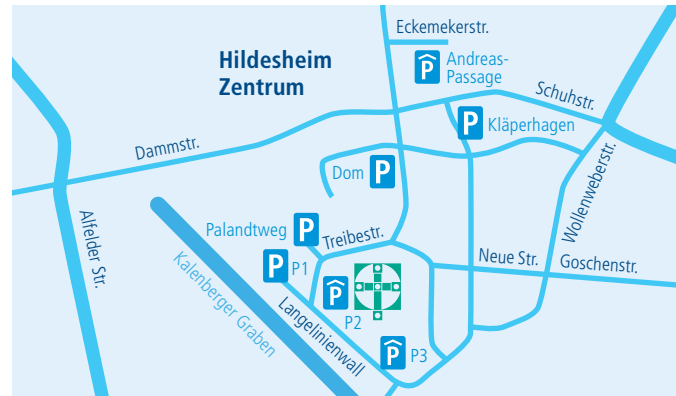 Eckemekerstr.
Hildesheim
Zentrum
P
Andreas-
Passage
Schuhstr.
P
Kläperhagen
Dammstr.
Dom
P
Wollenweberstr.
Alfelder Str.
Palandtweg
P
Treibestr.
P
P1
Neue Str.
Goschenstr.
Kalenberger Graben
P
P2
Langelinienwall
P
P3